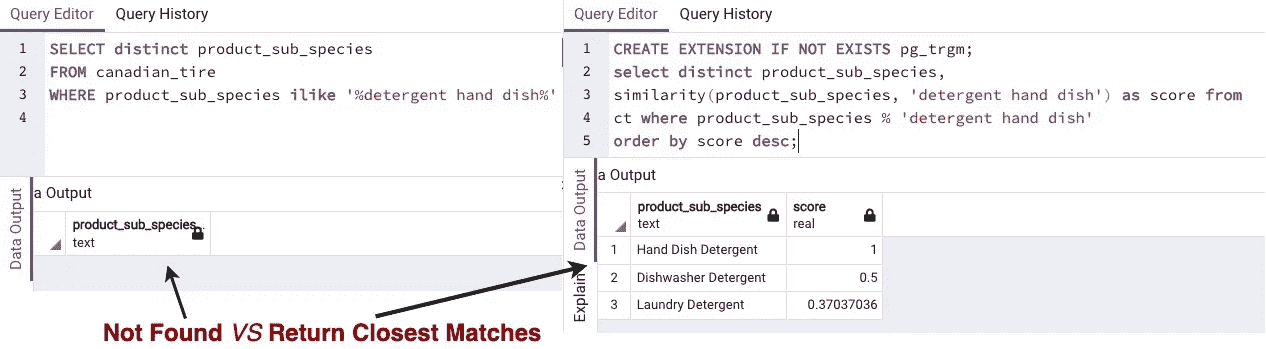 Query Editor Query History
1 SELECT distinct product_sub_species
2 FROM canadian_tire
3 WHERE product_sub_species ilike '%detergent hand dish%'
4
Data Output
a Output
product_sub_species...
text
Query Editor Query History
1 CREATE EXTENSION IF NOT EXISTS pg_trgm;
2 select distinct product_sub_species,
3 similarity(product_sub_species, 'detergent hand dish') as score from
4 ct where product_sub_species % 'detergent hand dish'
5 order by score desc;
Explain
Data Output
a Output
product_sub_species score
text real
1 Hand Dish Detergent 1
2 Dishwasher Detergent 0.5
3 Laundry Detergent 0.37037036
Not Found VS Return Closest Matches